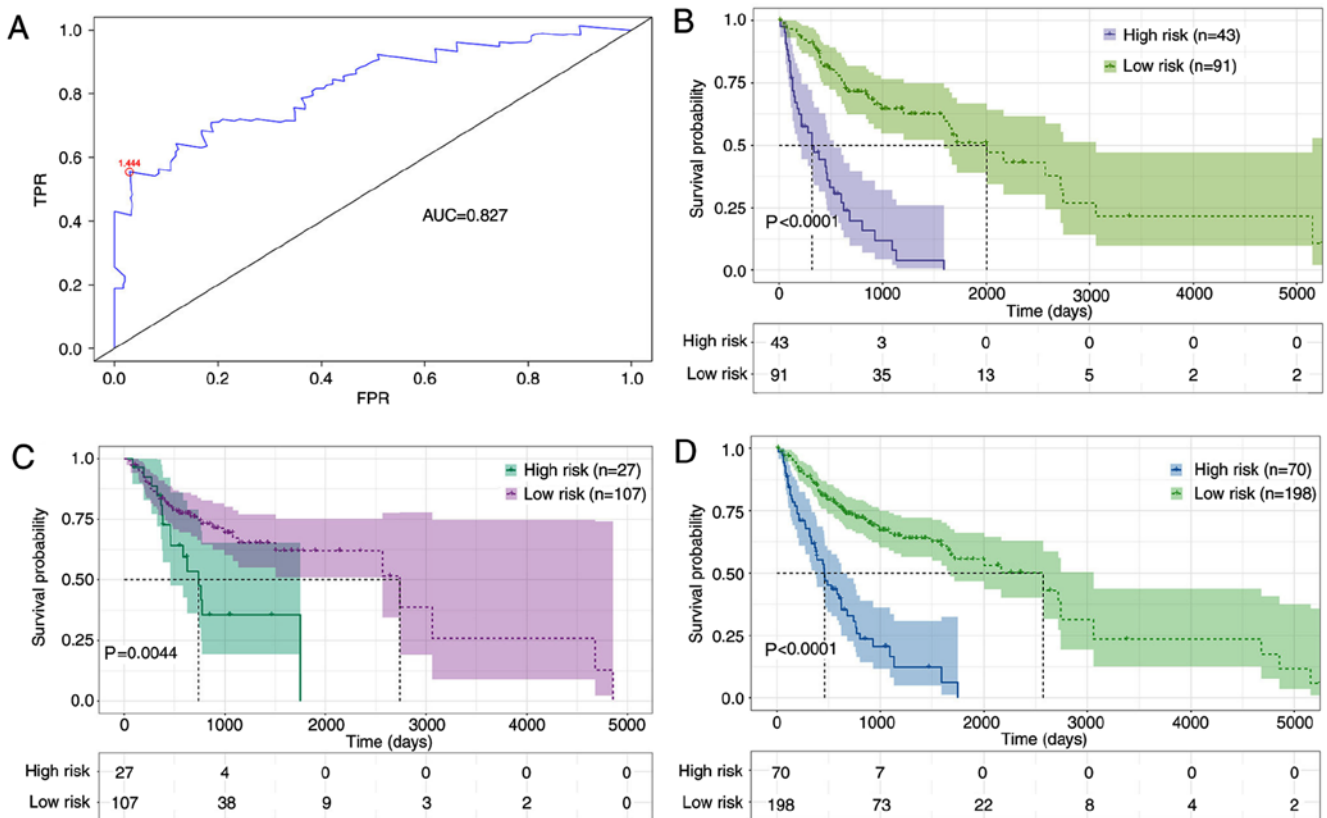 A
1.0
0.8
0.6
0.4
0.2
0.0
TPR
1.444
AUC=0.827
0.0 0.2 0.4 0.6 0.8 1.0
FPR
B
1.0
0.75
0.5
0.25
0.0
Survival probability
High risk (n=43)
Low risk (n=91)
P<0.0001
0 1000 2000 3000 4000 5000
Time (days)
High risk 43 3 0 0 0 0
Low risk 91 35 13 5 2 2
C
1.0
0.75
0.50
0.25
0.0
Survival probability
High risk (n=27)
Low risk (n=107)
P=0.0044
0 1000 2000 3000 4000 5000
Time (days)
High risk 27 4 0 0 0 0
Low risk 107 38 9 3 2 0
D
1.0
0.75
0.50
0.25
0.0
Survival probability
High risk (n=70)
Low risk (n=198)
P<0.0001
0 1000 2000 3000 4000 5000
Time (days)
High risk 70 7 0 0 0 0
Low risk 198 73 22 8 4 2